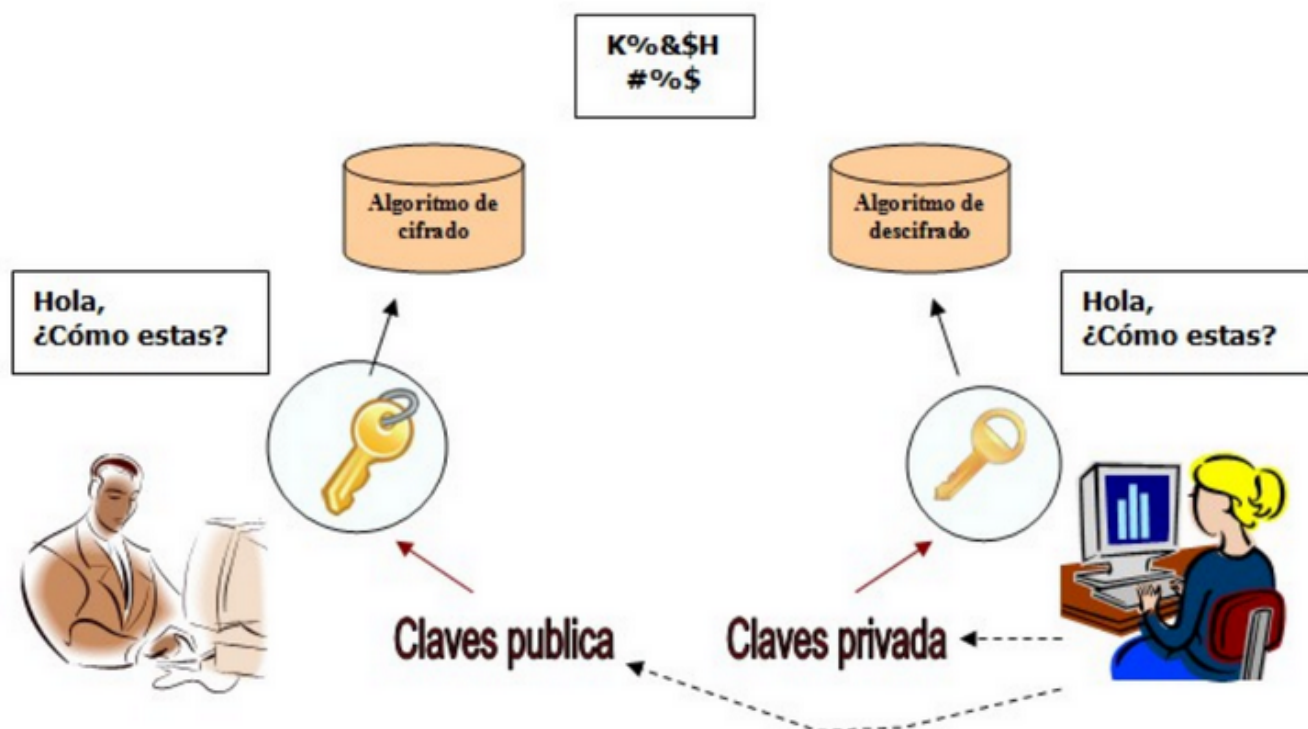 K%&$H
#%$
Algoritmo de
cifrado
Algoritmo de
descifrado
Hola,
¿Cómo estas?
Hola,
¿Cómo estas?
Claves publica
Claves privada